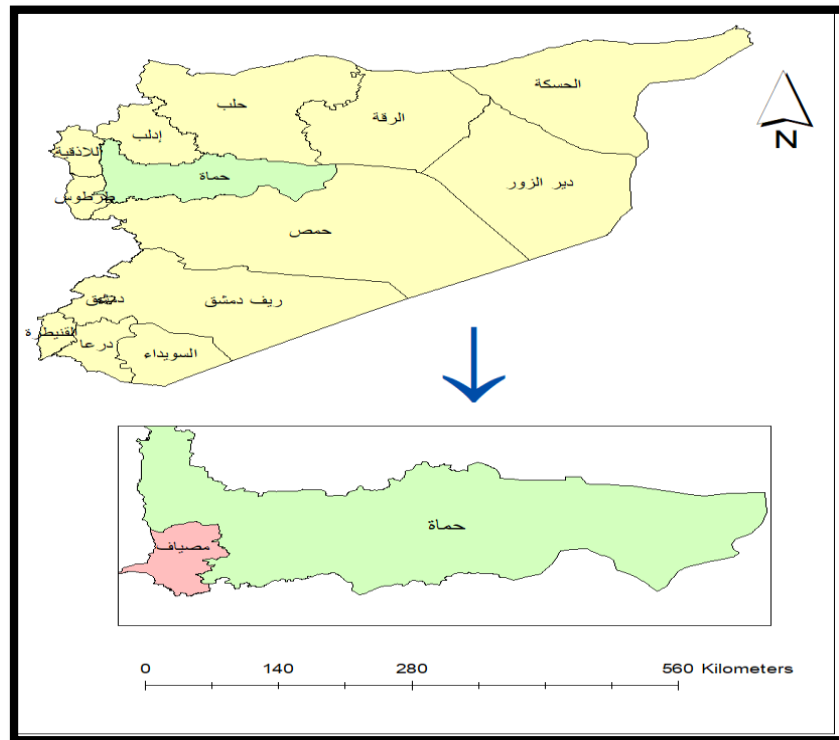 الحسكة
حلب
الرقة
إدلب
اللاذقية
حماة
دير الزور
طرطوس
حمص
دمشق
ريف دمشق
القنيطرة
درعا
السويداء
N
حماة
مصياف
0 140 280 560 Kilometers